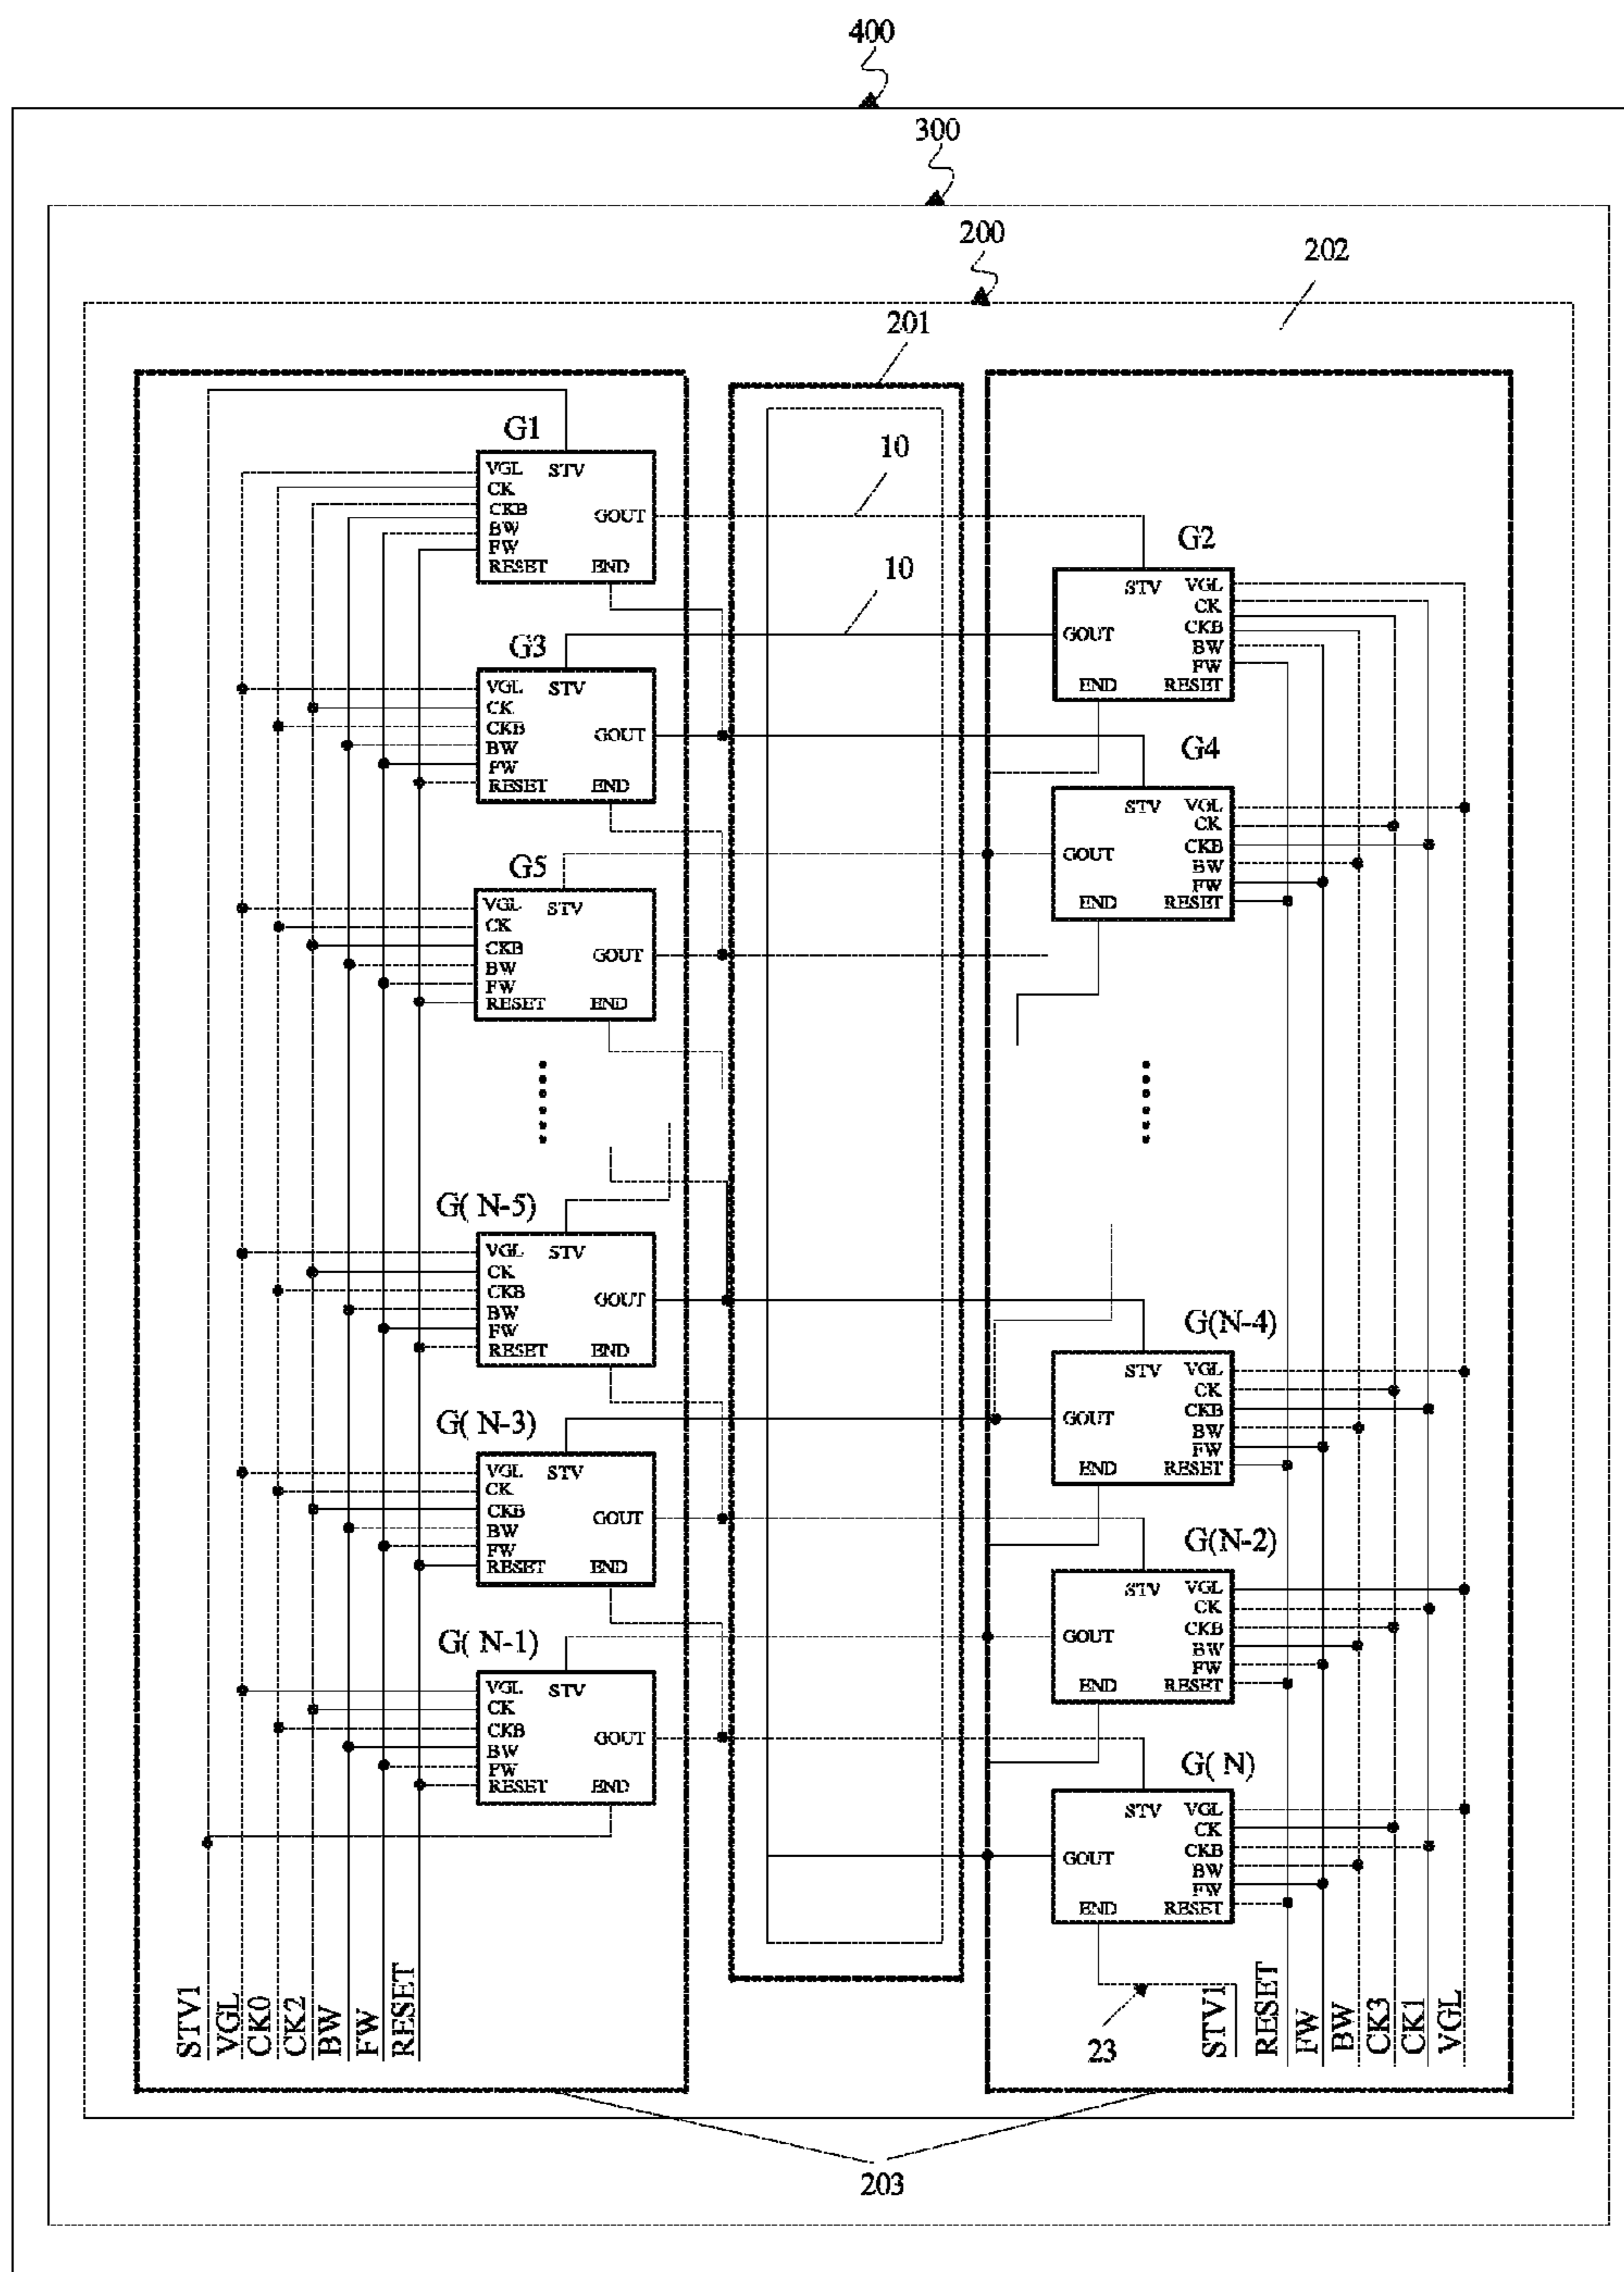 400
300
200
202
201
G1
VGL STV
CK
CKB GOUT
BW
FW
RESET END
10
10
G2
STV VGL
CK
GOUT CKB
BW
FW
END RESET
G3
VGL STV
CK
CKB GOUT
BW
FW
RESET END
G4
STV VGL
CK
GOUT CKB
BW
FW
END RESET
G5
VGL STV
CK
CKB GOUT
BW
FW
RESET END
......
......
G( N-5)
VGL STV
CK
CKB GOUT
BW
FW
RESET END
G(N-4)
STV VGL
CK
GOUT CKB
BW
FW
END RESET
G( N-3)
VGL STV
CK
CKB GOUT
BW
FW
RESET END
G(N-2)
STV VGL
CK
GOUT CKB
BW
FW
END RESET
G( N-1)
VGL STV
CK
CKB GOUT
BW
FW
RESET END
G( N)
STV VGL
CK
GOUT CKB
BW
FW
END RESET
STV1
VGL
CK0
CK2
BW
FW
RESET
23
STV1
RESET
FW
BW
CK3
CK1
VGL
203